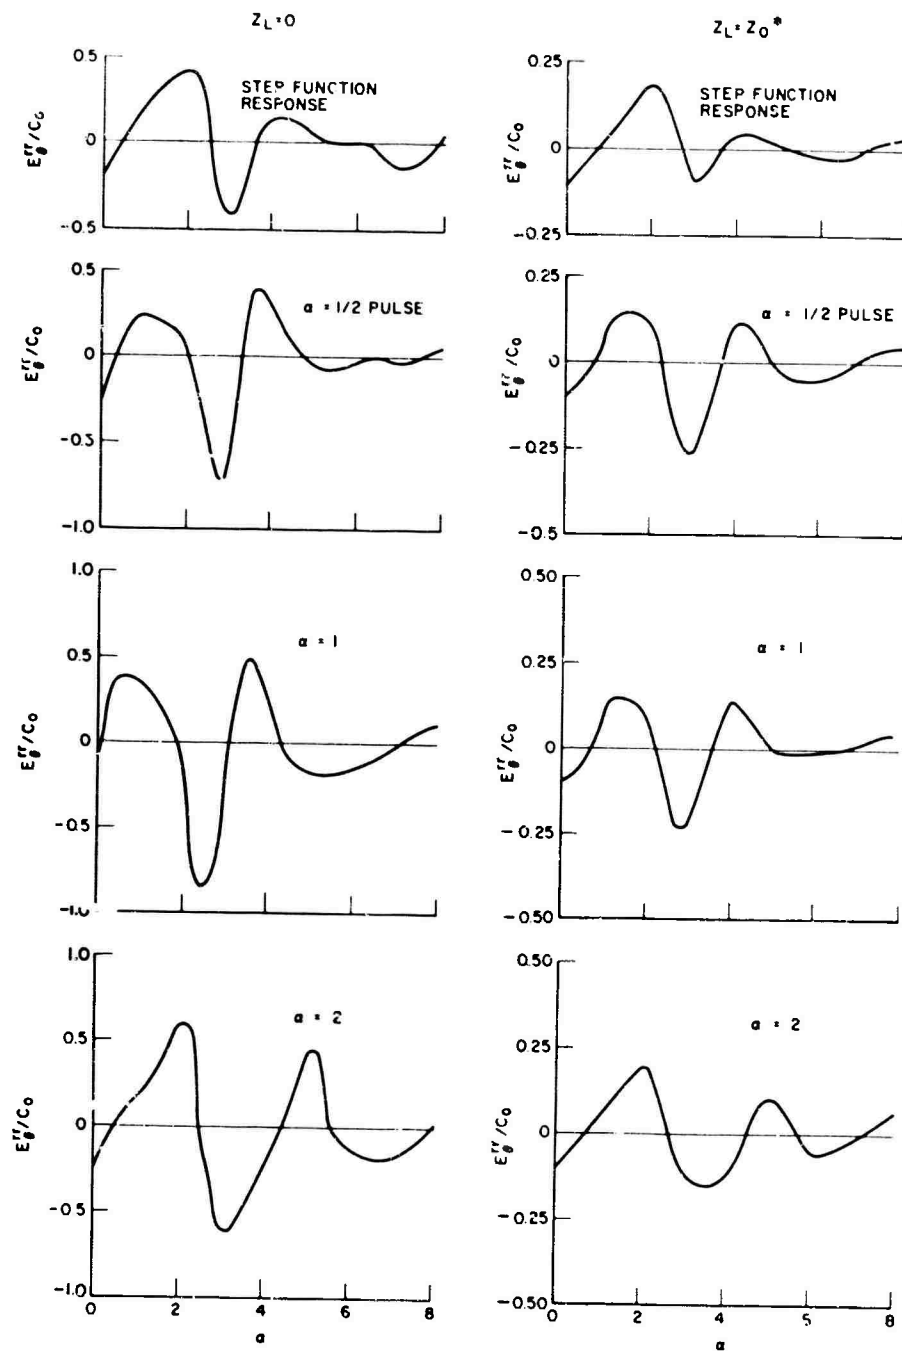 Z_L = 0
Z_L = Z_0*
0.5
0
-0.5
E_θ^rr/C_0
STEP FUNCTION
RESPONSE
0.25
0
-0.25
E_θ^rr/C_0
STEP FUNCTION
RESPONSE
0.5
0
-0.5
-1.0
E_θ^rr/C_0
α = 1/2 PULSE
0.25
0
-0.25
-0.5
E_θ^rr/C_0
α = 1/2 PULSE
1.0
0.5
0
-0.5
-1.0
E_θ^rr/C_0
α = 1
0.50
0.25
0
-0.25
-0.50
E_θ^rr/C_0
α = 1
1.0
0.5
0
-0.5
-1.0
E_θ^rr/C_0
α = 2
0 2 4 6 8
α
0.50
0.25
0
-0.25
-0.50
E_θ^rr/C_0
α = 2
0 2 4 6 8
α